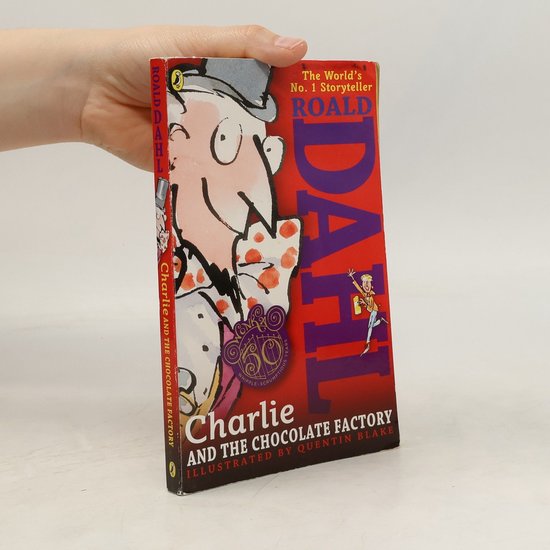 ROALD DAHL
Charlie AND THE CHOCOLATE FACTORY
The World's
No. 1 Storyteller
ROALD
DAHL
50
Charlie
AND THE CHOCOLATE FACTORY
ILLUSTRATED BY QUENTIN BLAKE